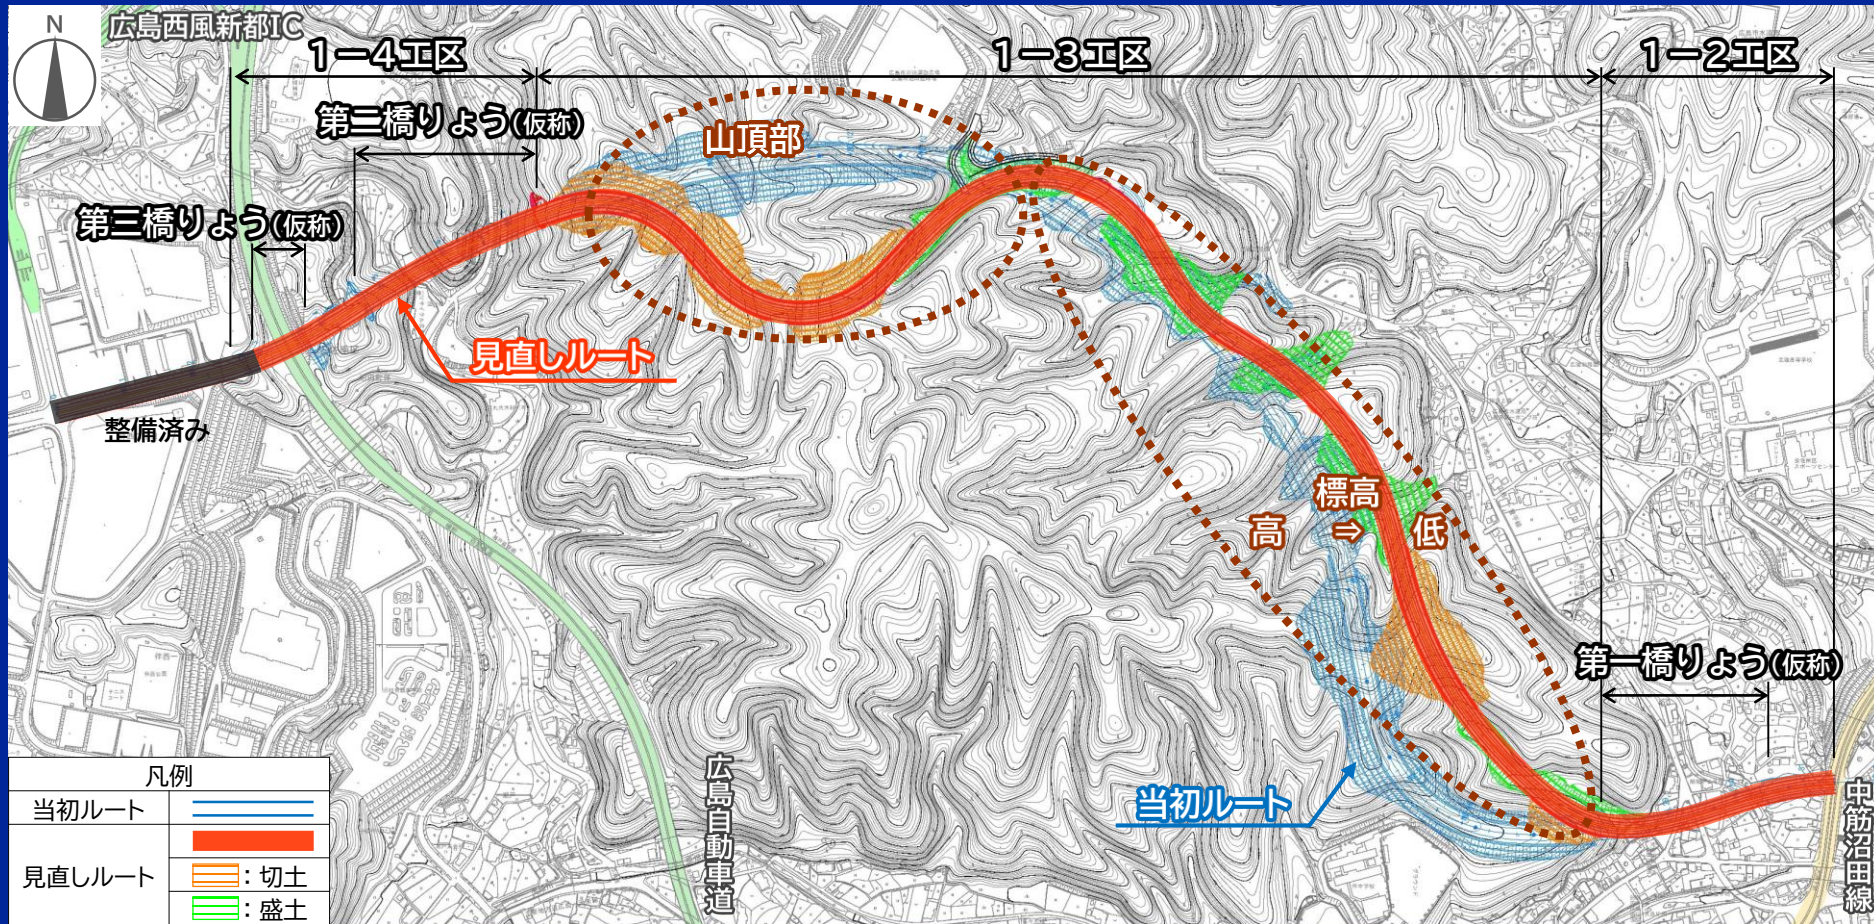 N
広島西風新都IC
1－4工区
1－3工区
1－2工区
第二橋りょう(仮称)
山頂部
第三橋りょう(仮称)
見直しルート
整備済み
標高
高 ⇒ 低
第一橋りょう(仮称)
当初ルート
広島自動車道
中筋沼田線
凡例
当初ルート
見直しルート
：切土
：盛土